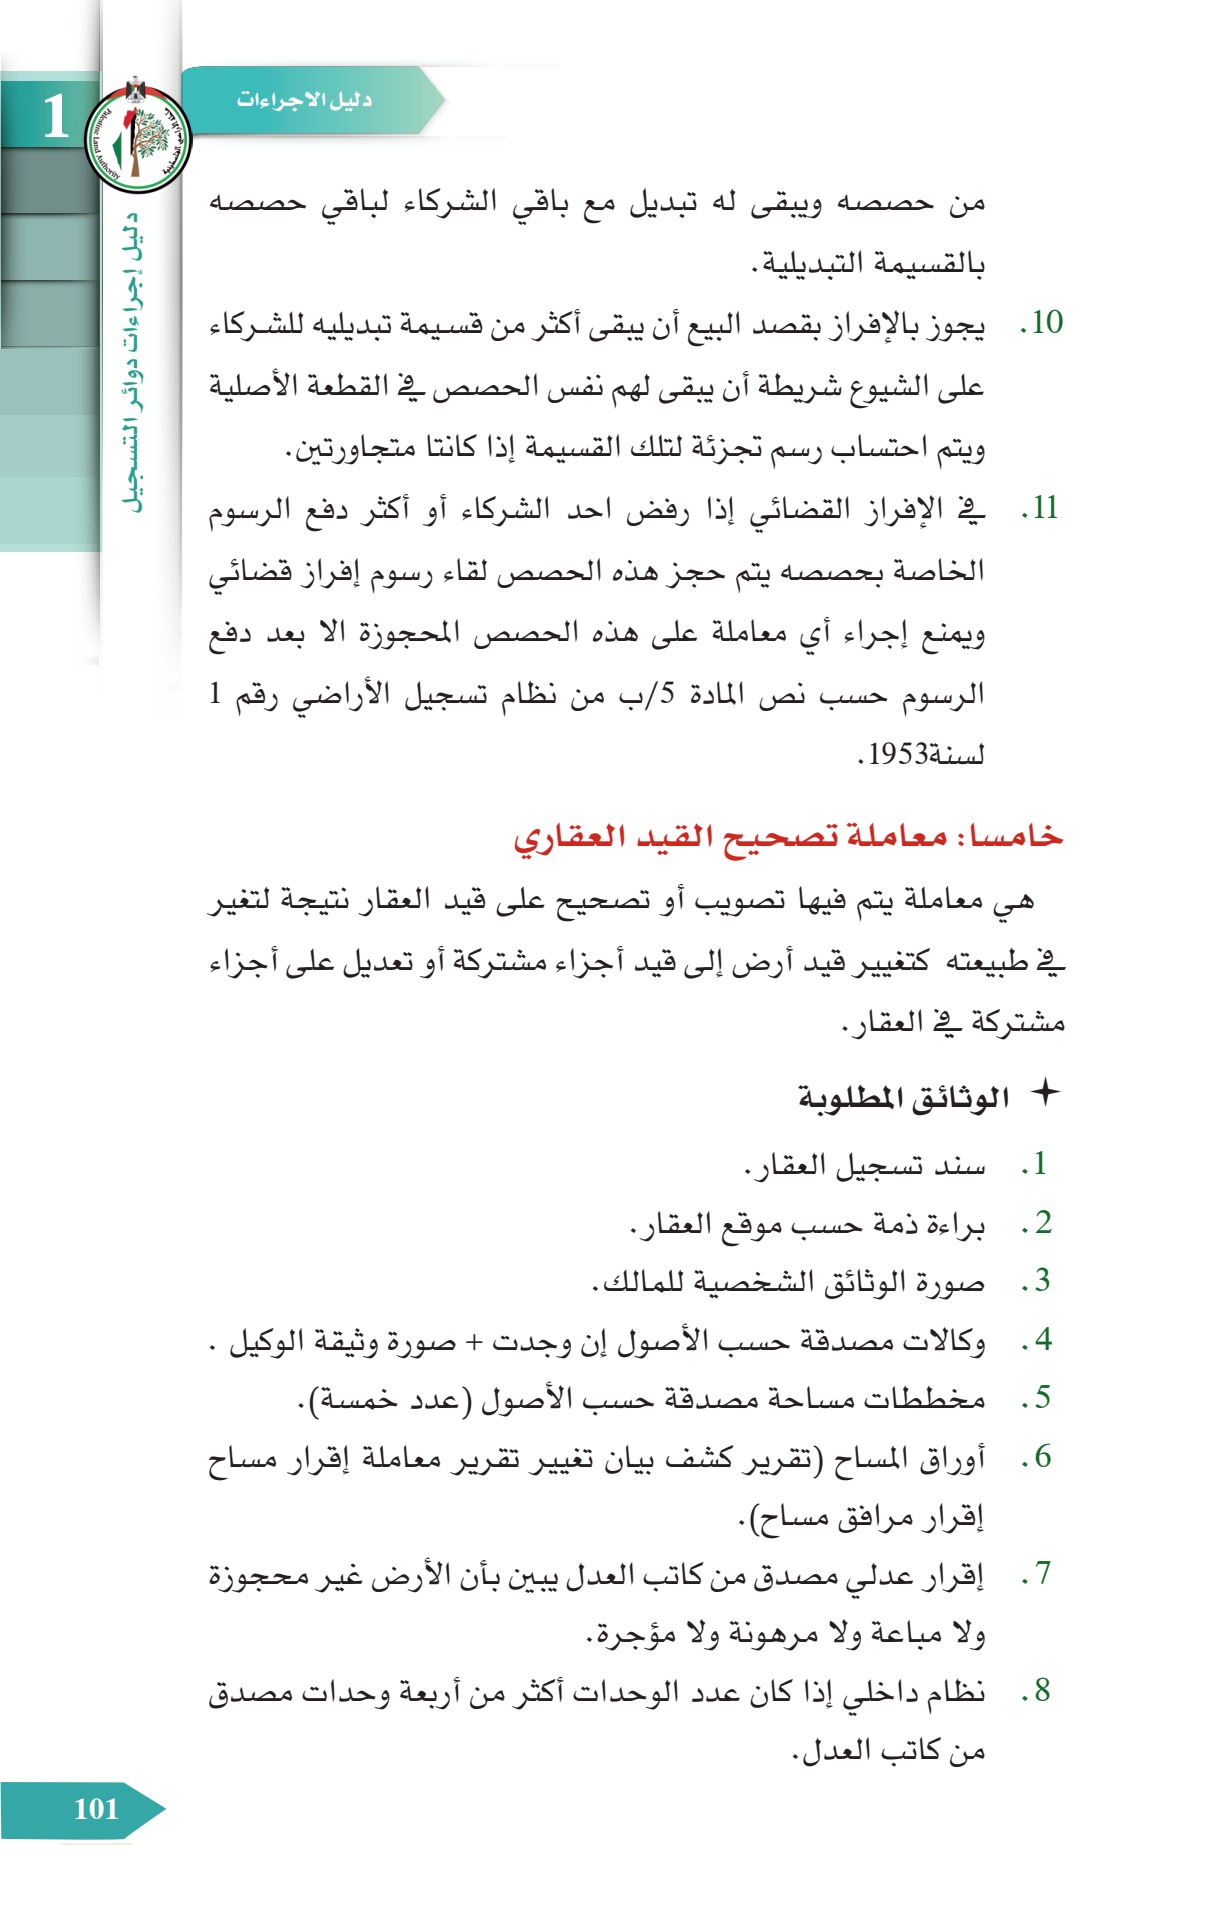 دليل الاجراءات
1
Palestine Land Authority
دليل إجراءات دوائر التسجيل
من حصصه ويبقى له تبديل مع باقي الشركاء لباقي حصصه
بالقسيمة التبديلية.
10. يجوز بالإفراز بقصد البيع أن يبقى أكثر من قسيمة تبديليه للشركاء
على الشيوع شريطة أن يبقى لهم نفس الحصص في القطعة الأصلية
ويتم احتساب رسم تجزئة لتلك القسيمة إذا كانتا متجاورتين.
11. في الإفراز القضائي إذا رفض احد الشركاء أو أكثر دفع الرسوم
الخاصة بحصصه يتم حجز هذه الحصص لقاء رسوم إفراز قضائي
ويمنع إجراء أي معاملة على هذه الحصص المحجوزة الا بعد دفع
الرسوم حسب نص المادة 5/ب من نظام تسجيل الأراضي رقم 1
لسنة1953.
خامسا: معاملة تصحيح القيد العقاري
هي معاملة يتم فيها تصويب أو تصحيح على قيد العقار نتيجة لتغير
في طبيعته كتغيير قيد أرض إلى قيد أجزاء مشتركة أو تعديل على أجزاء
مشتركة في العقار.
الوثائق المطلوبة
1. سند تسجيل العقار.
2. براءة ذمة حسب موقع العقار.
3. صورة الوثائق الشخصية للمالك.
4. وكالات مصدقة حسب الأصول إن وجدت + صورة وثيقة الوكيل .
5. مخططات مساحة مصدقة حسب الأصول (عدد خمسة).
6. أوراق المساح (تقرير كشف بيان تغيير تقرير معاملة إقرار مساح
إقرار مرافق مساح).
7. إقرار عدلي مصدق من كاتب العدل يبين بأن الأرض غير محجوزة
ولا مباعة ولا مرهونة ولا مؤجرة.
8. نظام داخلي إذا كان عدد الوحدات أكثر من أربعة وحدات مصدق
من كاتب العدل.
101